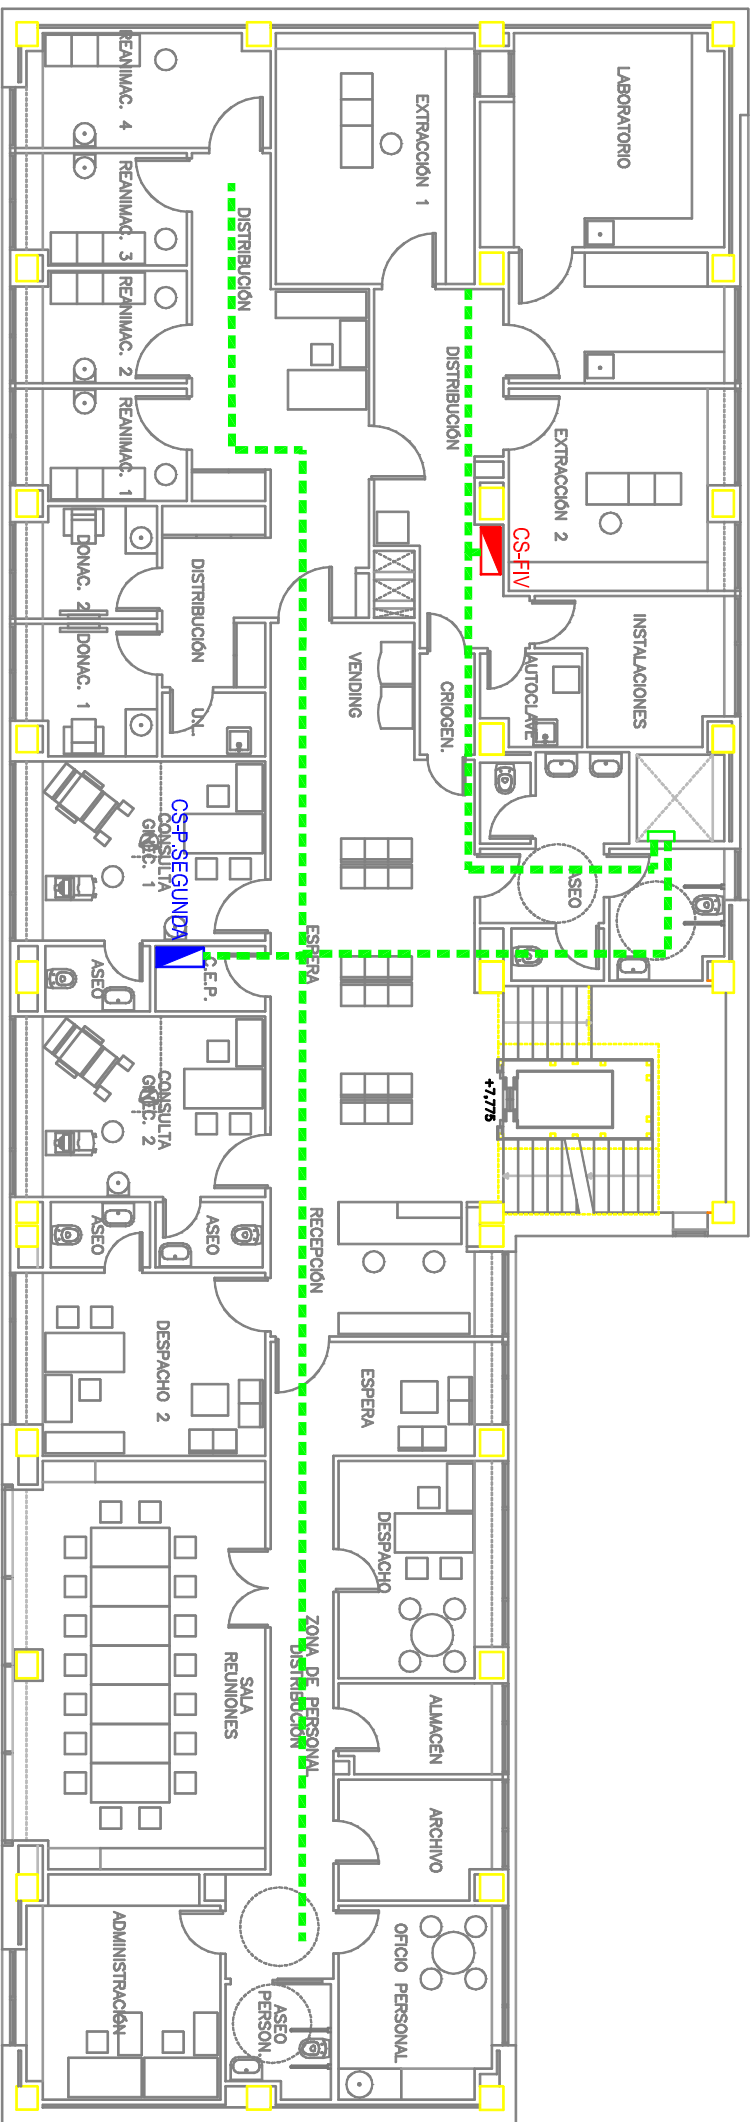 REANIMAC. 4
REANIMAC. 3
REANIMAC. 2
REANIMAC. 1
DISTRIBUCIÓN
EXTRACCIÓN 1
LABORATORIO
DISTRIBUCIÓN
EXTRACCIÓN 2
CS-FIV
DONAC. 2
DONAC. 1
DISTRIBUCIÓN
U.L.
VENDING
CRIOGEN.
AUTOCLAVE
INSTALACIONES
CS-P.SEGUNDA
CONSULTA
GINEC. 1
ASEO
C.E.P.
ESPERA
ASEO
CONSULTA
GINEC. 2
+7,775
ASEO
ASEO
RECEPCIÓN
DESPACHO 2
ESPERA
DESPACHO
SALA
REUNIONES
ZONA DE PERSONAL
DISTRIBUCIÓN
ALMACÉN
ARCHIVO
ADMINISTRACIÓN
ASEO
PERSON.
OFICIO PERSONAL